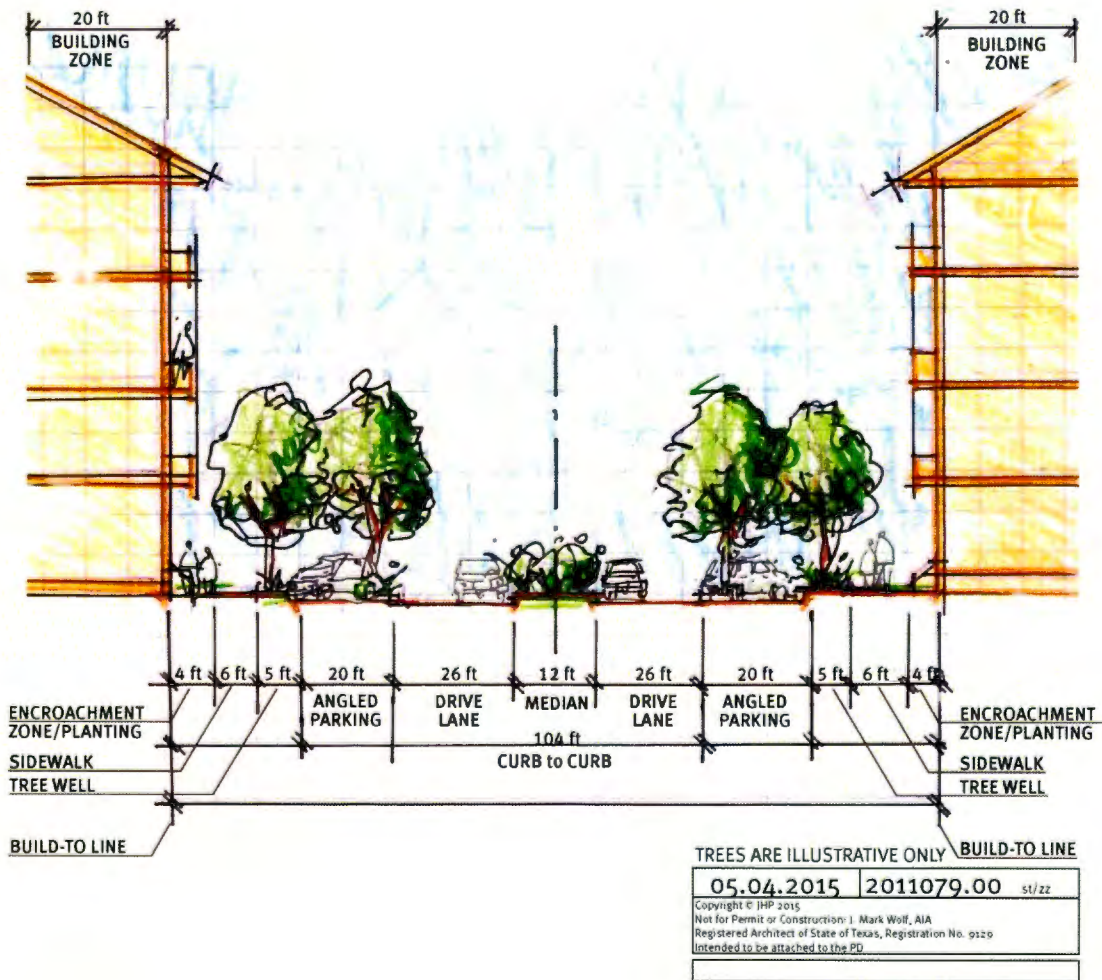 20 ft
BUILDING
ZONE
20 ft
BUILDING
ZONE
4 ft
6 ft
5 ft
20 ft
26 ft
12 ft
26 ft
20 ft
5 ft
6 ft
4 ft
ANGLED
PARKING
DRIVE
LANE
MEDIAN
DRIVE
LANE
ANGLED
PARKING
104 ft
CURB to CURB
ENCROACHMENT
ZONE/PLANTING
SIDEWALK
TREE WELL
BUILD-TO LINE
ENCROACHMENT
ZONE/PLANTING
SIDEWALK
TREE WELL
BUILD-TO LINE
TREES ARE ILLUSTRATIVE ONLY
05.04.2015 2011079.00 st/zz
Copyright © JHP 2015
Not for Permit or Construction: J. Mark Wolf, AIA
Registered Architect of State of Texas, Registration No. 9129
Intended to be attached to the PD